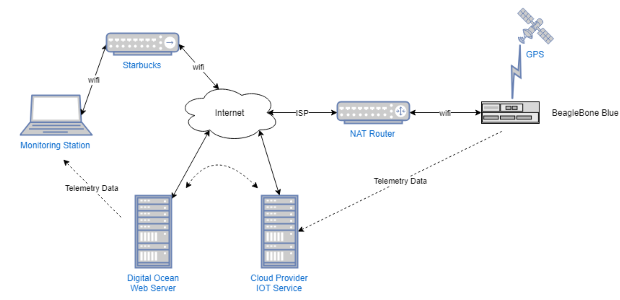 GPS
Starbucks
wifi
wifi
Internet
ISP
wifi
BeagleBone Blue
NAT Router
Monitoring Station
Telemetry Data
Telemetry Data
Digital Ocean
Web Server
Cloud Provider
IOT Service